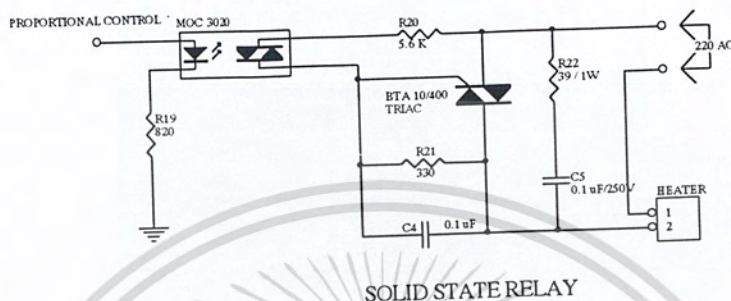 PROPORTIONAL CONTROL
MOC 3020
R20
5.6 K
220 AC
R22
39 / 1W
BTA 10/400
TRIAC
R19
820
R21
330
C5
0.1 uF/250V
HEATER
1
2
C4
0.1 uF
SOLID STATE RELAY